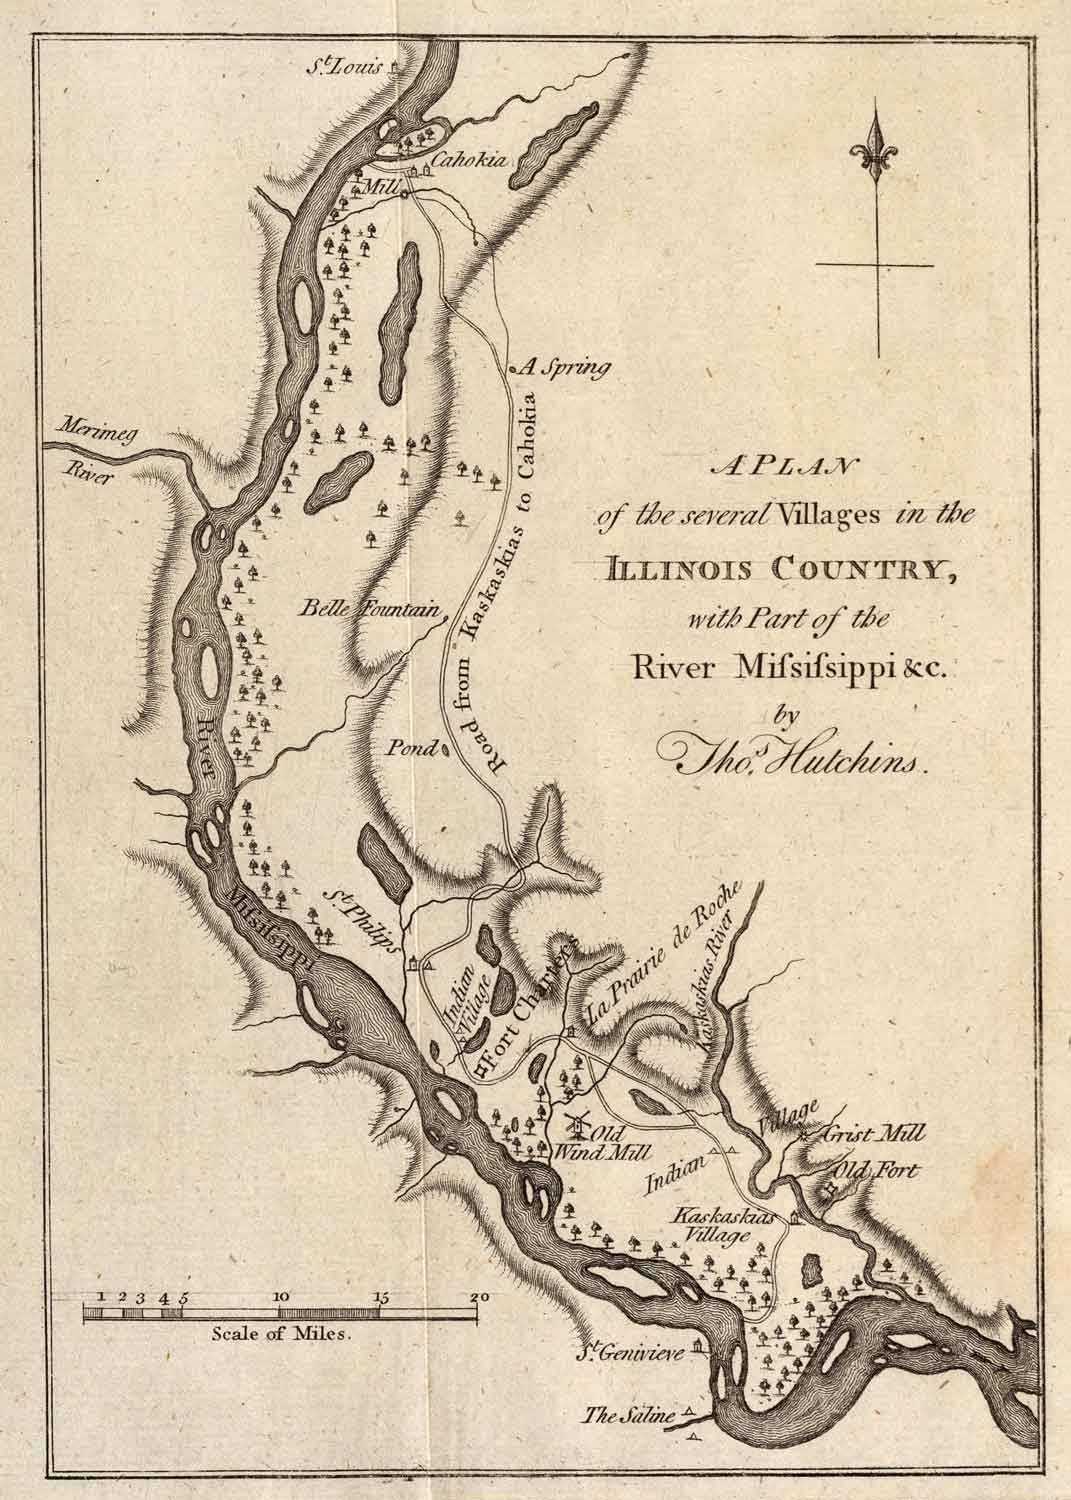 St. Louis
Cahokia
Mill
A Spring
Merimeg
River
Road from Kaskaskias to Cahokia
A PLAN
of the several Villages in the
ILLINOIS COUNTRY,
with Part of the
River Miſsiſsippi &c.
by
Thos. Hutchins.
Belle Fountain
Pond
River
Miſsiſsippi
St. Philips
Indian
Village
Fort Charters
La Prairie de Roche
Kaskaskias River
Old
Wind Mill
Indian Village
Grist Mill
Old Fort
Kaskaskias
Village
1 2 3 4 5 10 15 20
Scale of Miles.
St. Genivieve
The Saline